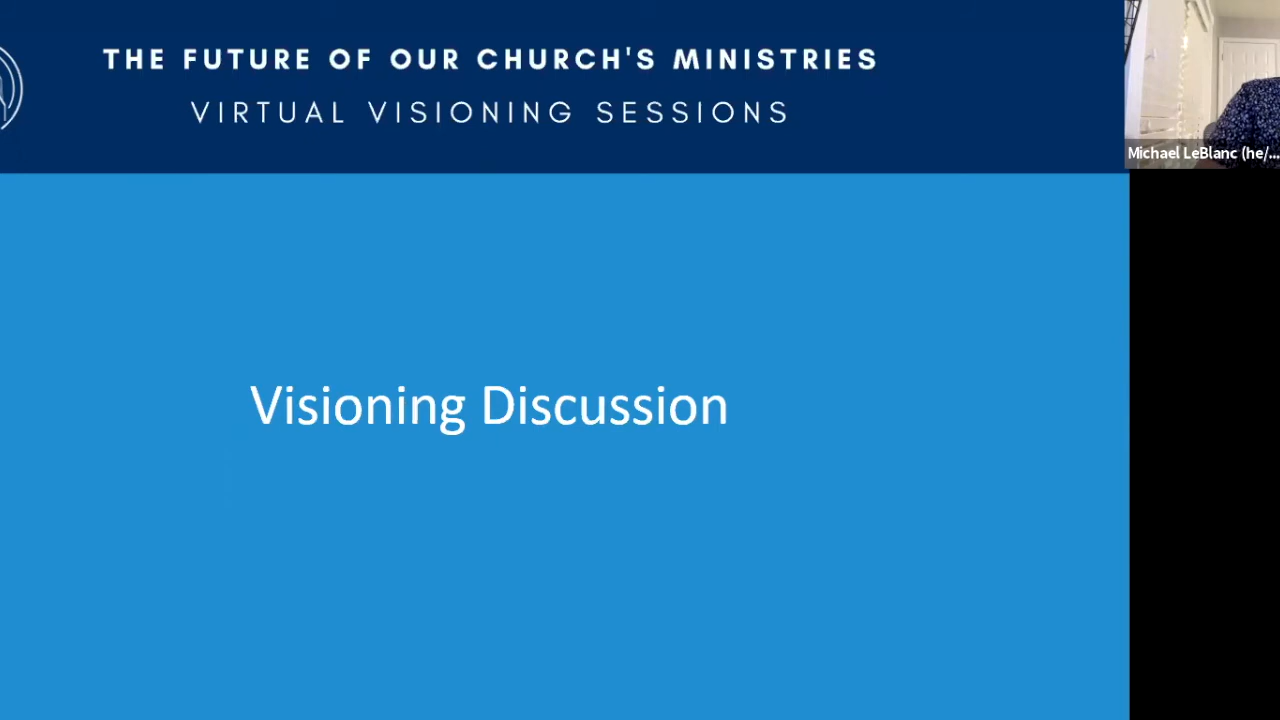 THE FUTURE OF OUR CHURCH'S MINISTRIES
VIRTUAL VISIONING SESSIONS
Michael LeBlanc (he/...
Visioning Discussion